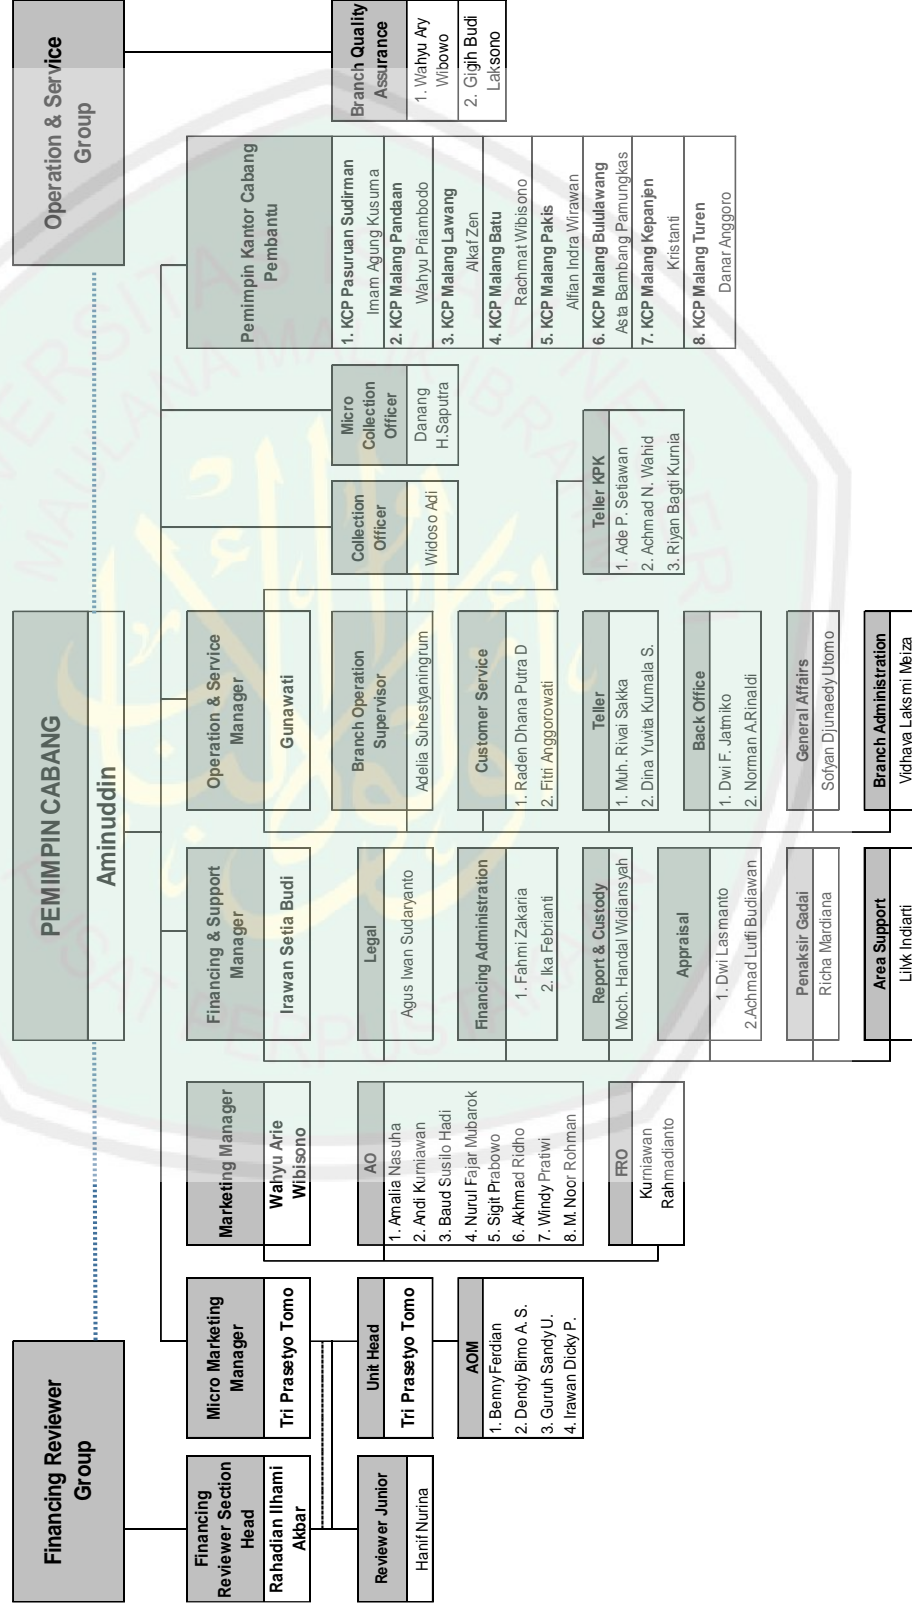 Financing Reviewer
Group
PEMIMPIN CABANG
Aminuddin
Operation & Service
Group
Financing
Reviewer Section
Head
Rahadian Ilhami
Akbar
Reviewer Junior
Hanif Nurina
Micro Marketing
Manager
Tri Prasetyo Tomo
Unit Head
Tri Prasetyo Tomo
AOM
1. Benny Ferdian
2. Dendy Bimo A. S.
3. Guruh Sandy U.
4. Irawan Dicky P.
Marketing Manager
Wahyu Arie
Wibisono
AO
1. Amalia Nasuha
2. Andi Kurniawan
3. Baud Susilo Hadi
4. Nurul Fajar Mubarok
5. Sigit Prabowo
6. Akhmad Ridho
7. Windy Pratiwi
8. M. Noor Rohman
FRO
Kurniawan
Rahmadianto
Financing & Support
Manager
Irawan Setia Budi
Legal
Agus Iwan Sudaryanto
Financing Administration
1. Fahmi Zakaria
2. Ika Febrianti
Report & Custody
Moch. Handal Widiansyah
Appraisal
1. Dwi Lasmanto
2.Achmad Lutfi Budiawan
Penaksir Gadai
Richa Mardiana
Area Support
Indiarti
Operation & Service
Manager
Gunawati
Branch Operation
Supervisor
Adelia Suhestyaningrum
Customer Service
1. Raden Dhana Putra D
2. Fitri Anggorowati
Teller
1. Muh. Rivai Sakka
2. Dina Yuvita Kumala S.
Back Office
1. Dwi F. Jatmiko
2. Norman A.Rinaldi
General Affairs
Sofyan Djunaedy Utomo
Branch Administration
Vidhava Laksmi Meiza
Teller KPK
1. Ade P. Setiawan
2. Achmad N. Wahid
3. Riyan Bagti Kurnia
Collection
Officer
Widoso Adi
Micro
Collection
Officer
Danang
H.Saputra
Pemimpin Kantor Cabang
Pembantu
1. KCP Pasuruan Sudirman
Imam Agung Kusuma
2. KCP Malang Pandaan
Wahyu Priambodo
3. KCP Malang Lawang
Alkaf Zen
4. KCP Malang Batu
Rachmat Wibisono
5. KCP Malang Pakis
Alfian Indra Wirawan
6. KCP Malang Bululawang
Asta Bambang Pamungkas
7. KCP Malang Kepanjen
Kristanti
8. KCP Malang Turen
Danar Anggoro
Branch Quality
Assurance
1. Wahyu Ary
Wibowo
2. Gigih Budi
Laksono